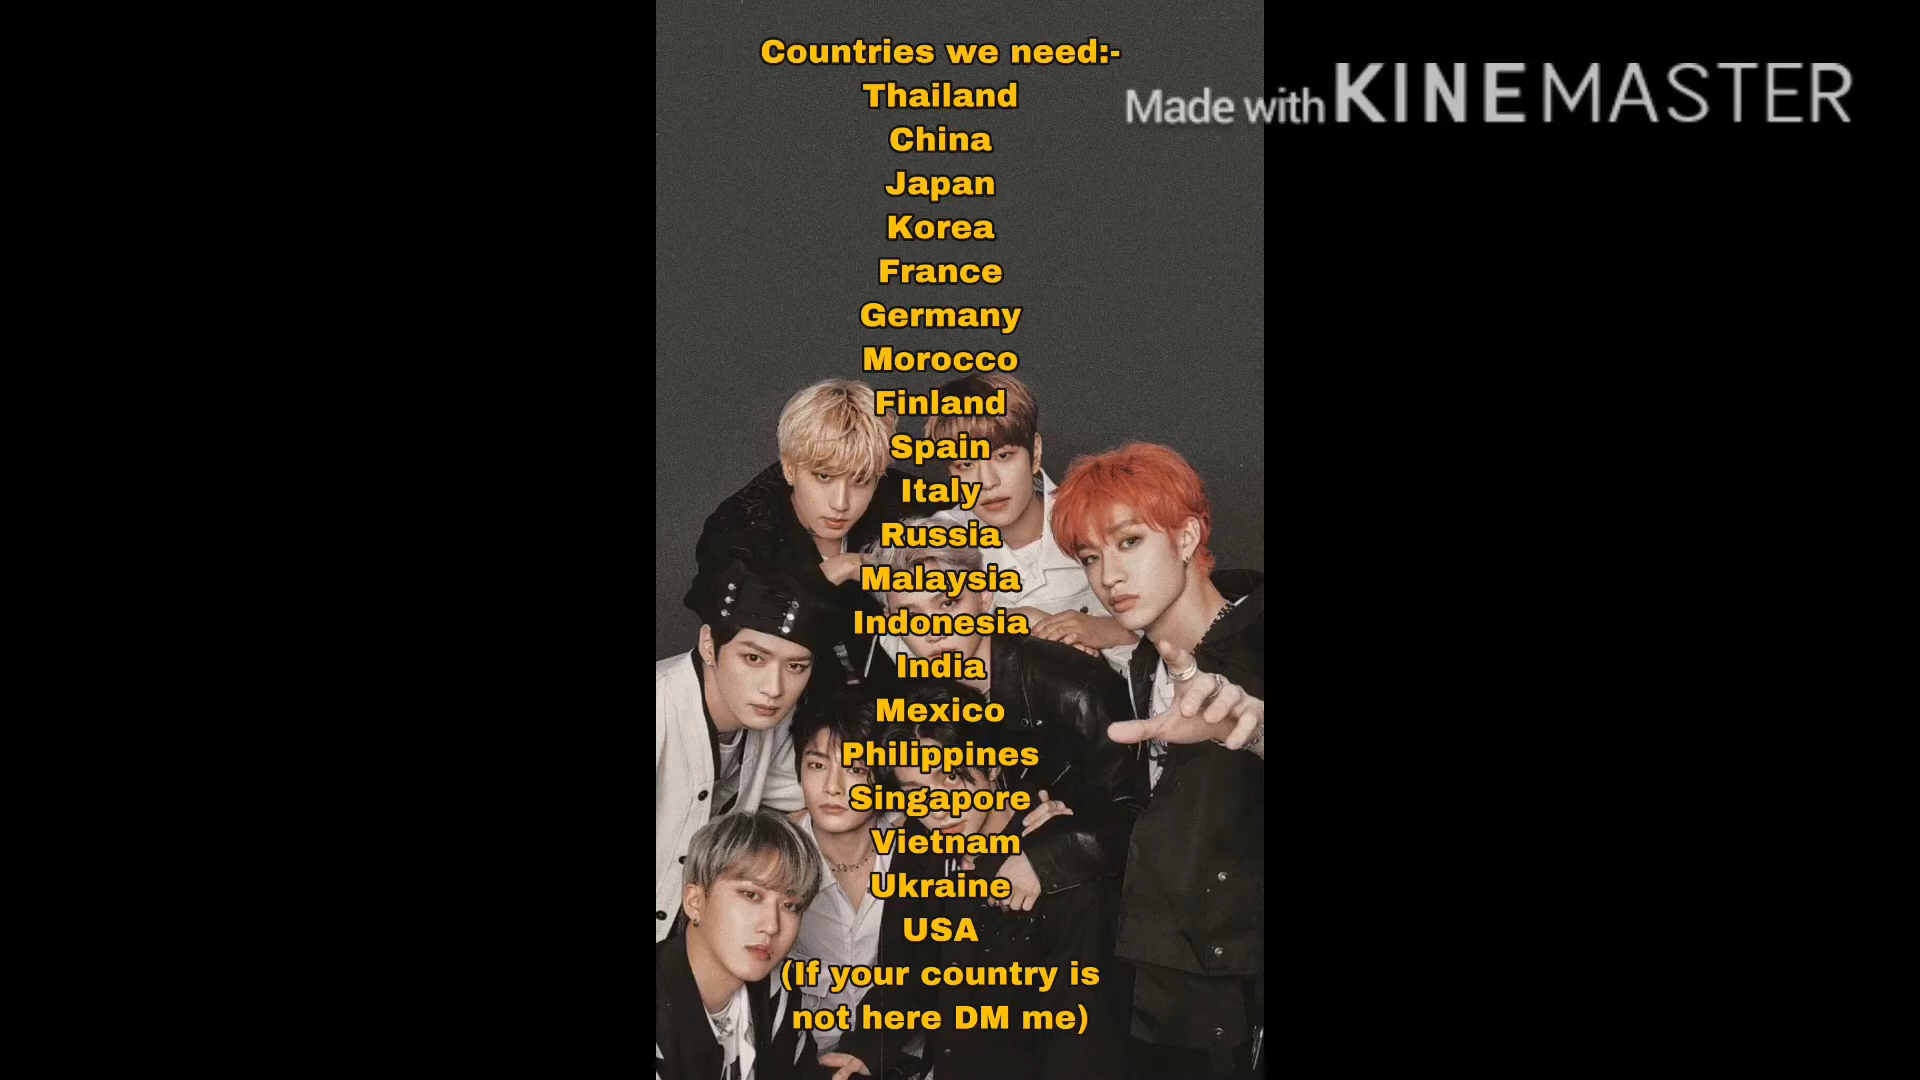 Countries we need:-
Thailand
China
Japan
Korea
France
Germany
Morocco
Finland
Spain
Italy
Russia
Malaysia
Indonesia
India
Mexico
Philippines
Singapore
Vietnam
Ukraine
USA
(If your country is
not here DM me)
Made with KINEMASTER